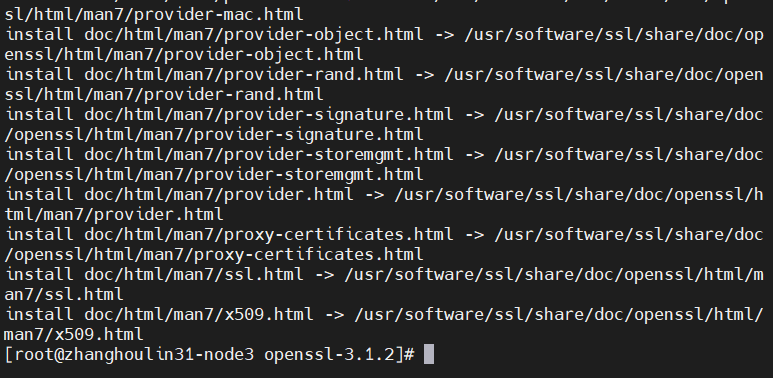 sl/html/man7/provider-mac.html
install doc/html/man7/provider-object.html -> /usr/software/ssl/share/doc/op
enssl/html/man7/provider-object.html
install doc/html/man7/provider-rand.html -> /usr/software/ssl/share/doc/open
ssl/html/man7/provider-rand.html
install doc/html/man7/provider-signature.html -> /usr/software/ssl/share/doc
/openssl/html/man7/provider-signature.html
install doc/html/man7/provider-storemgmt.html -> /usr/software/ssl/share/doc
/openssl/html/man7/provider-storemgmt.html
install doc/html/man7/provider.html -> /usr/software/ssl/share/doc/openssl/h
tml/man7/provider.html
install doc/html/man7/proxy-certificates.html -> /usr/software/ssl/share/doc
/openssl/html/man7/proxy-certificates.html
install doc/html/man7/ssl.html -> /usr/software/ssl/share/doc/openssl/html/m
an7/ssl.html
install doc/html/man7/x509.html -> /usr/software/ssl/share/doc/openssl/html/
man7/x509.html
[root@zhanghoulin31-node3 openssl-3.1.2]#